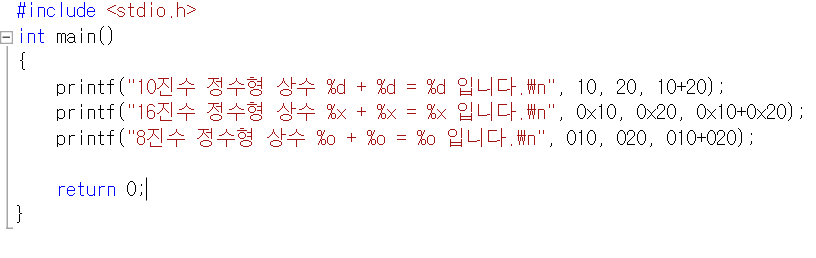 #include <stdio.h>
int main()
{
printf("10진수 정수형 상수 %d + %d = %d 입니다.₩n", 10, 20, 10+20);
printf("16진수 정수형 상수 %x + %x = %x 입니다.₩n", 0x10, 0x20, 0x10+0x20);
printf("8진수 정수형 상수 %o + %o = %o 입니다.₩n", 010, 020, 010+020);
return 0;
}